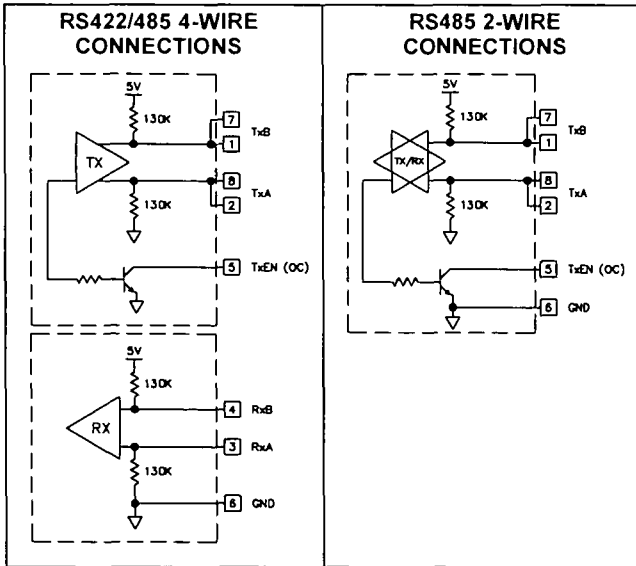 RS422/485 4-WIRE
CONNECTIONS
5V
130K
7
TxB
1
TX
8
TxA
2
130K
5
TxEN (OC)
5V
130K
4
RxB
RX
3
RxA
130K
6
GND
RS485 2-WIRE
CONNECTIONS
5V
130K
7
TxB
1
TX/RX
8
TxA
2
130K
5
TxEN (OC)
6
GND